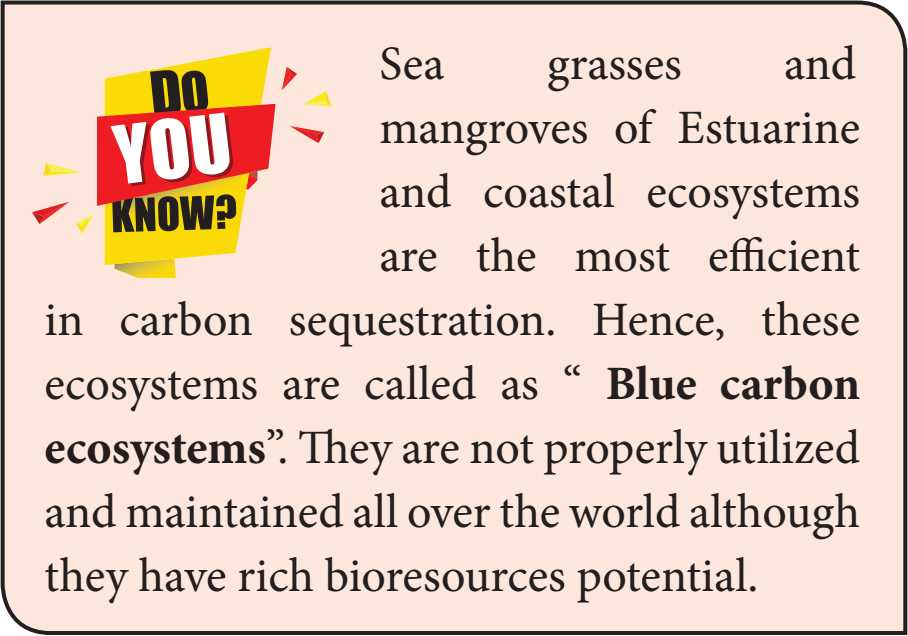 DO
YOU
KNOW?
Sea grasses and
mangroves of Estuarine
and coastal ecosystems
are the most efficient
in carbon sequestration. Hence, these
ecosystems are called as “ Blue carbon
ecosystems”. They are not properly utilized
and maintained all over the world although
they have rich bioresources potential.